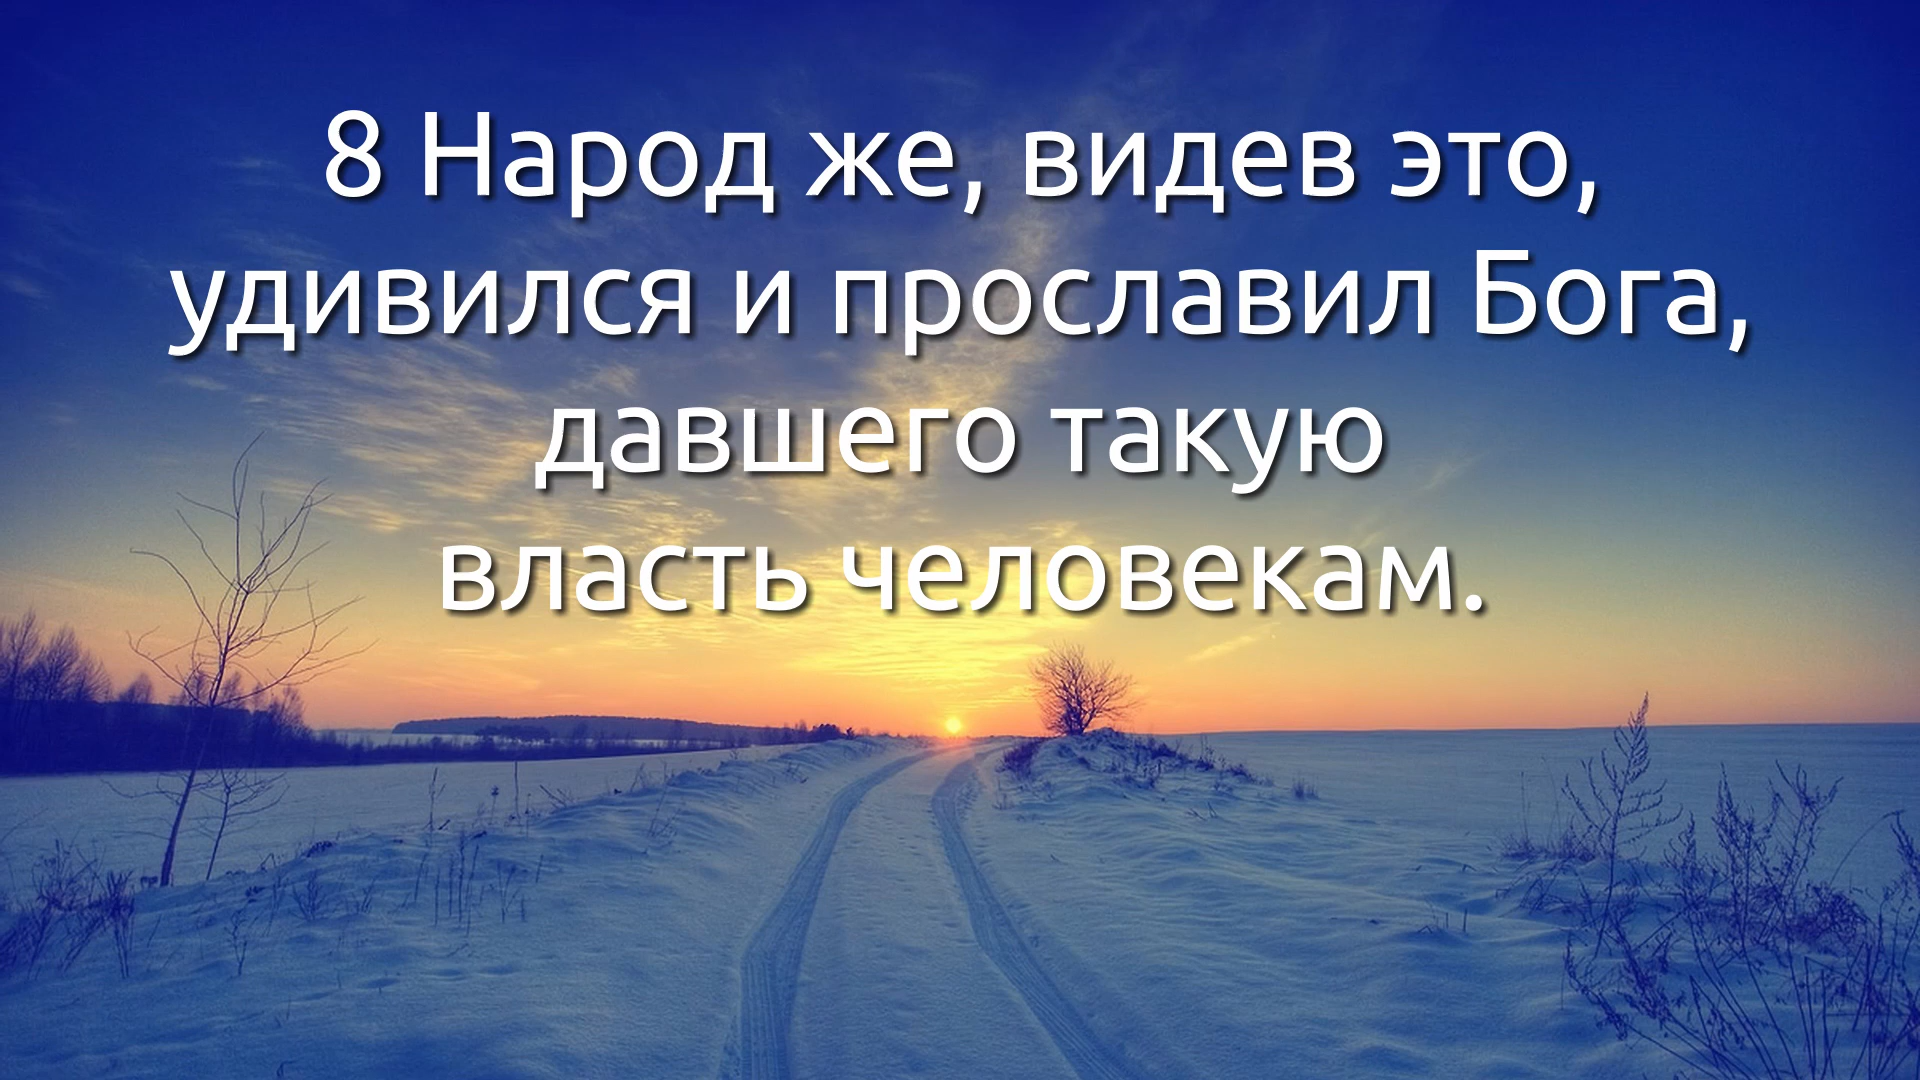 8 Народ же, видев это,
удивился и прославил Бога,
давшего такую
власть человекам.